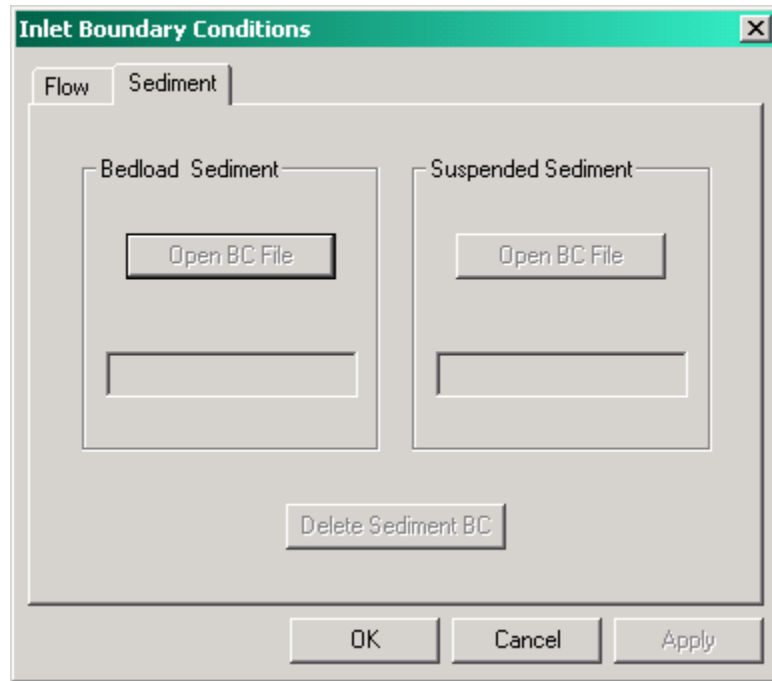 Inlet Boundary Conditions
Flow Sediment
Bedload Sediment Suspended Sediment
Open BC File Open BC File
Delete Sediment BC
OK Cancel Apply